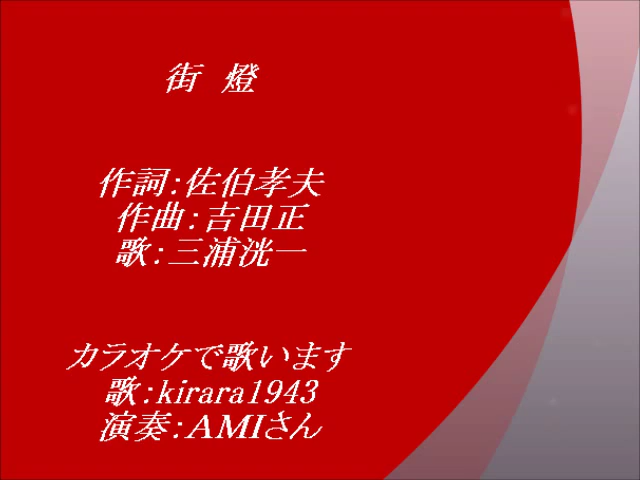 街　燈
作詞：佐伯孝夫
作曲：吉田正
歌：三浦洸一
カラオケで歌います
歌：kirara1943
演奏：AMIさん